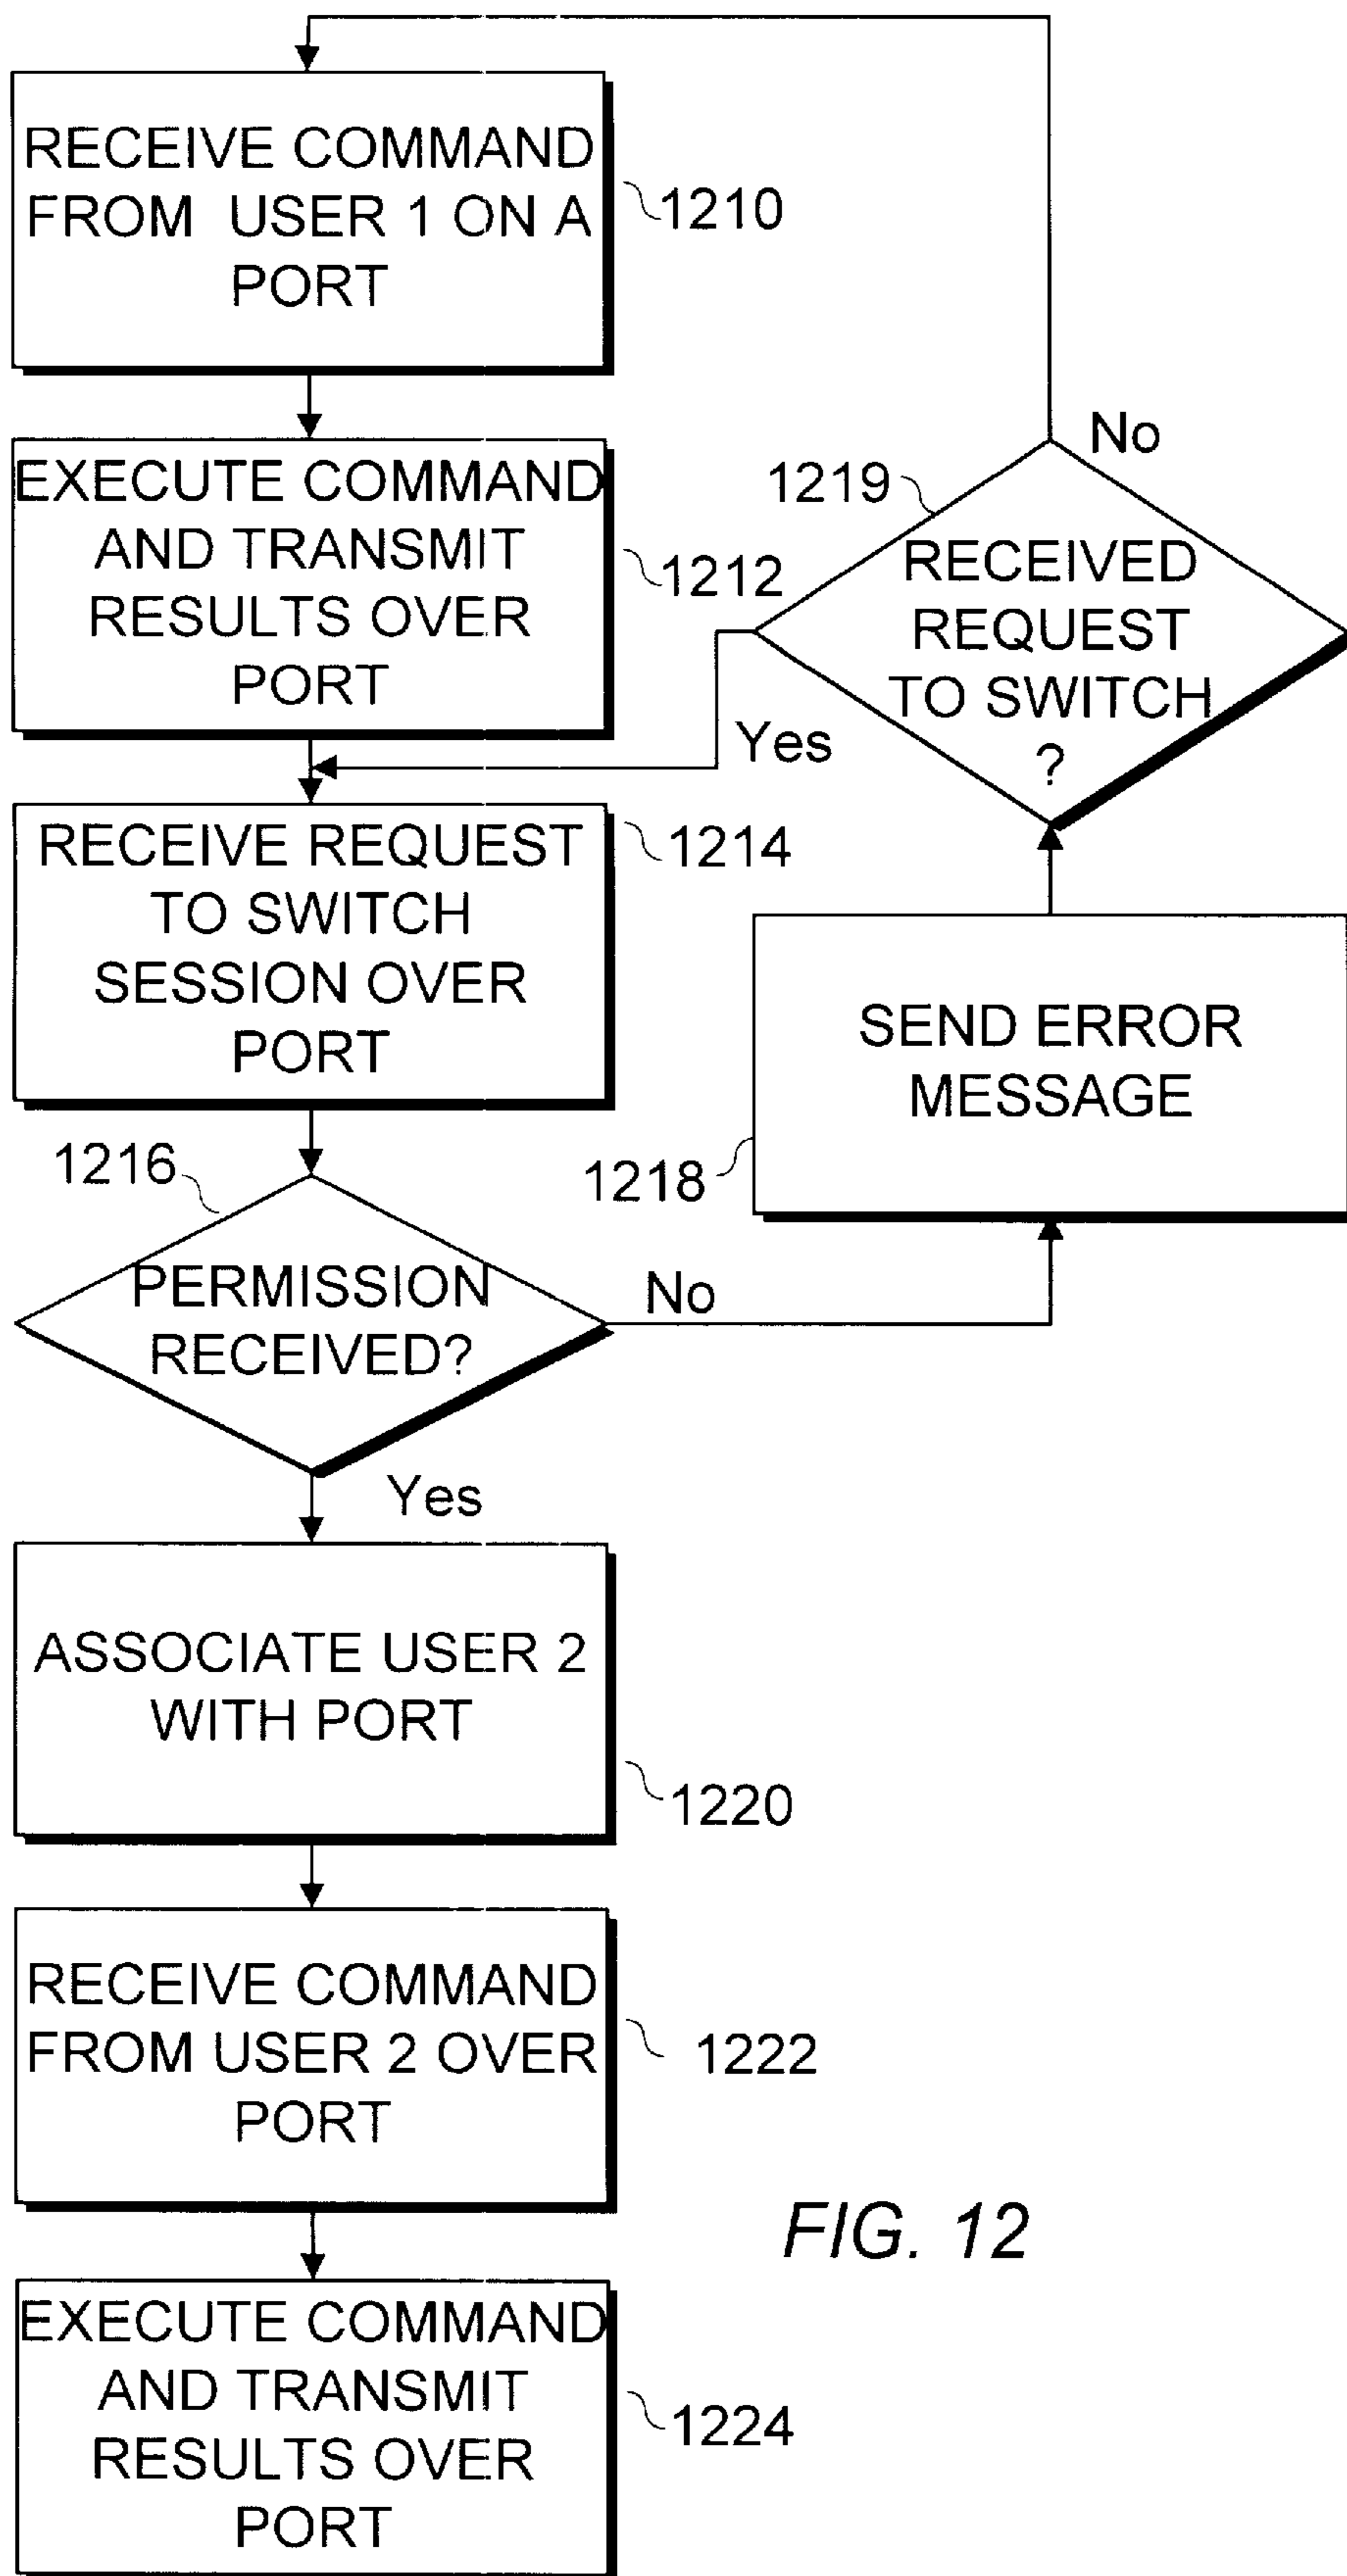 RECEIVE COMMAND
FROM USER 1 ON A
PORT
1210
EXECUTE COMMAND
AND TRANSMIT
RESULTS OVER
PORT
1212
No
1219
RECEIVED
REQUEST
TO SWITCH
?
Yes
RECEIVE REQUEST
TO SWITCH
SESSION OVER
PORT
1214
SEND ERROR
MESSAGE
1218
1216
PERMISSION
RECEIVED?
No
Yes
ASSOCIATE USER 2
WITH PORT
1220
RECEIVE COMMAND
FROM USER 2 OVER
PORT
1222
FIG. 12
EXECUTE COMMAND
AND TRANSMIT
RESULTS OVER
PORT
1224